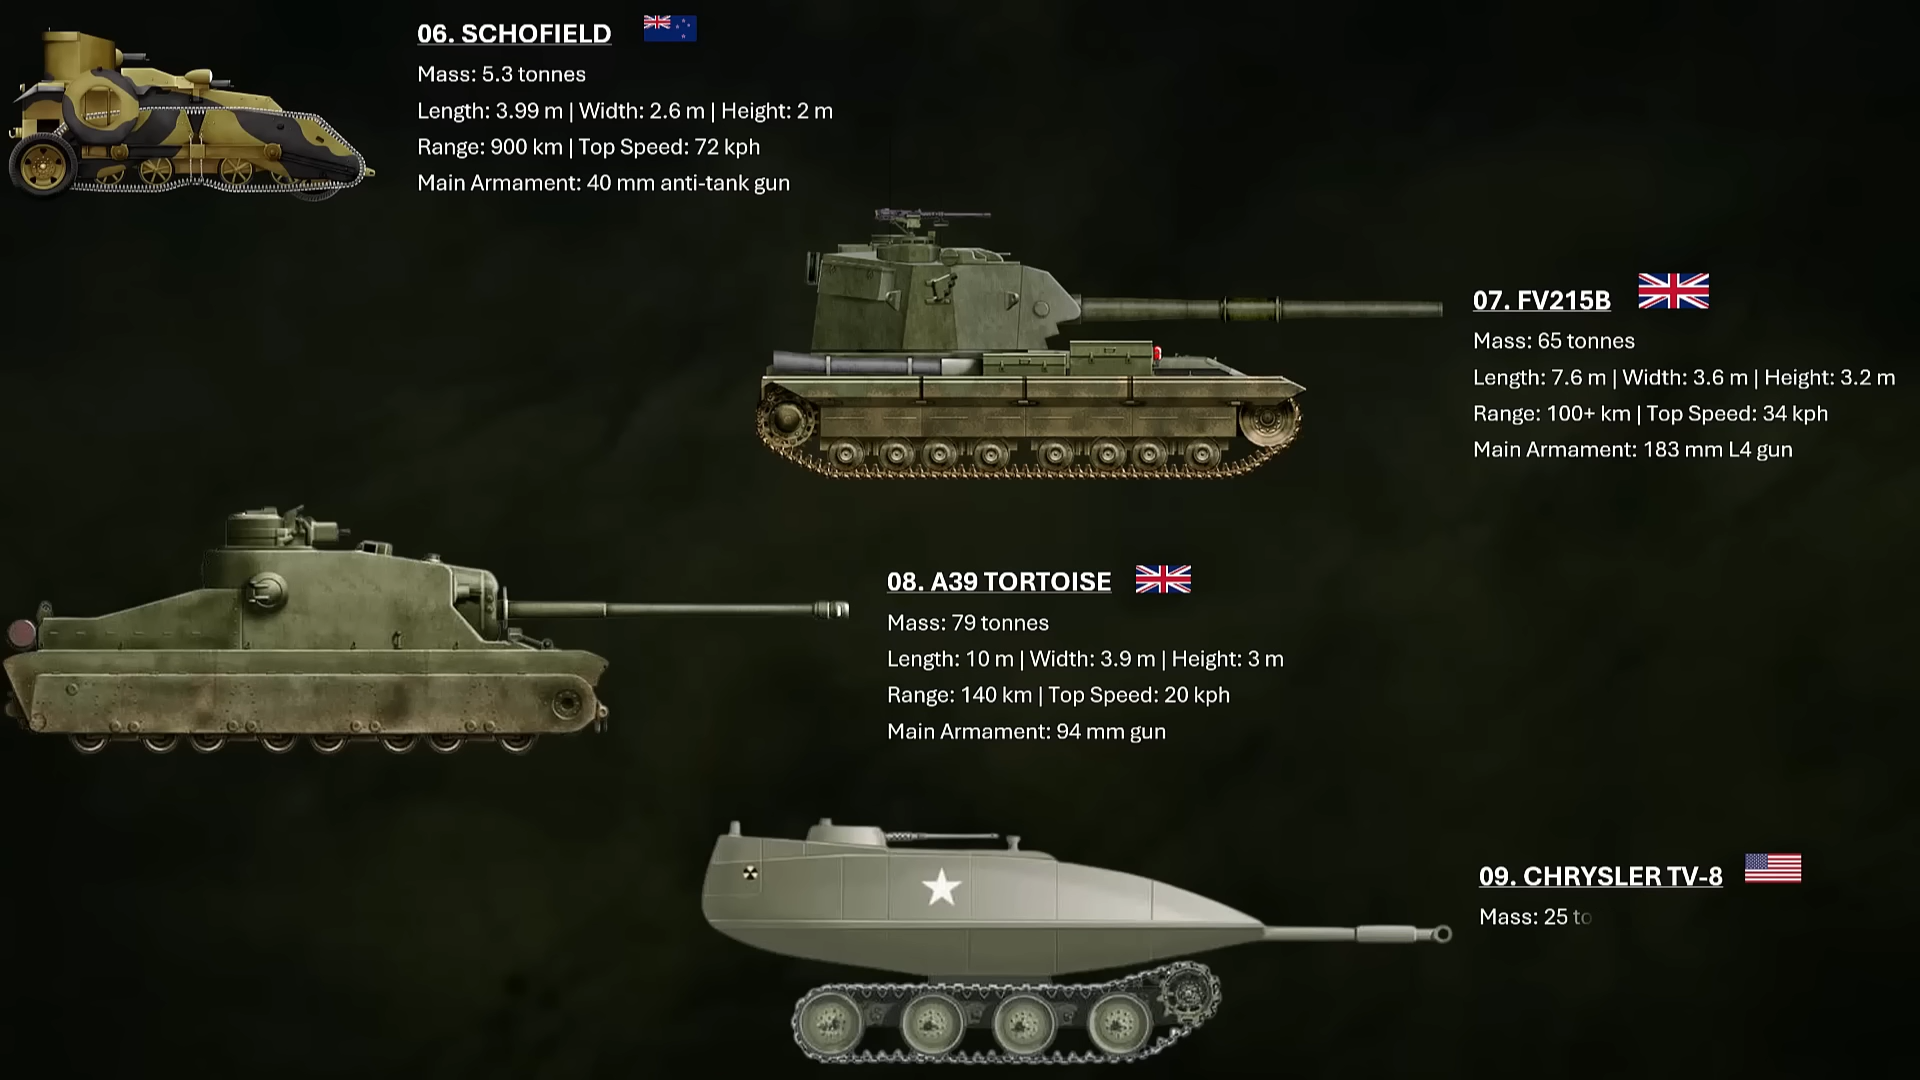 06. SCHOFIELD
Mass: 5.3 tonnes
Length: 3.99 m | Width: 2.6 m | Height: 2 m
Range: 900 km | Top Speed: 72 kph
Main Armament: 40 mm anti-tank gun
07. FV215B
Mass: 65 tonnes
Length: 7.6 m | Width: 3.6 m | Height: 3.2 m
Range: 100+ km | Top Speed: 34 kph
Main Armament: 183 mm L4 gun
08. A39 TORTOISE
Mass: 79 tonnes
Length: 10 m | Width: 3.9 m | Height: 3 m
Range: 140 km | Top Speed: 20 kph
Main Armament: 94 mm gun
09. CHRYSLER TV-8
Mass: 25 to